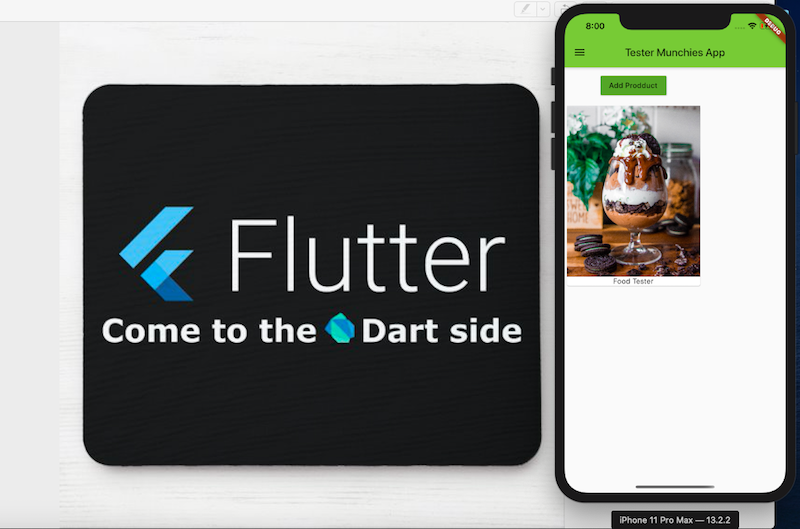 Flutter
Come to the Dart side
8:00
DEBUG
Tester Munchies App
Add Prodduct
HOME
Food Tester
iPhone 11 Pro Max — 13.2.2